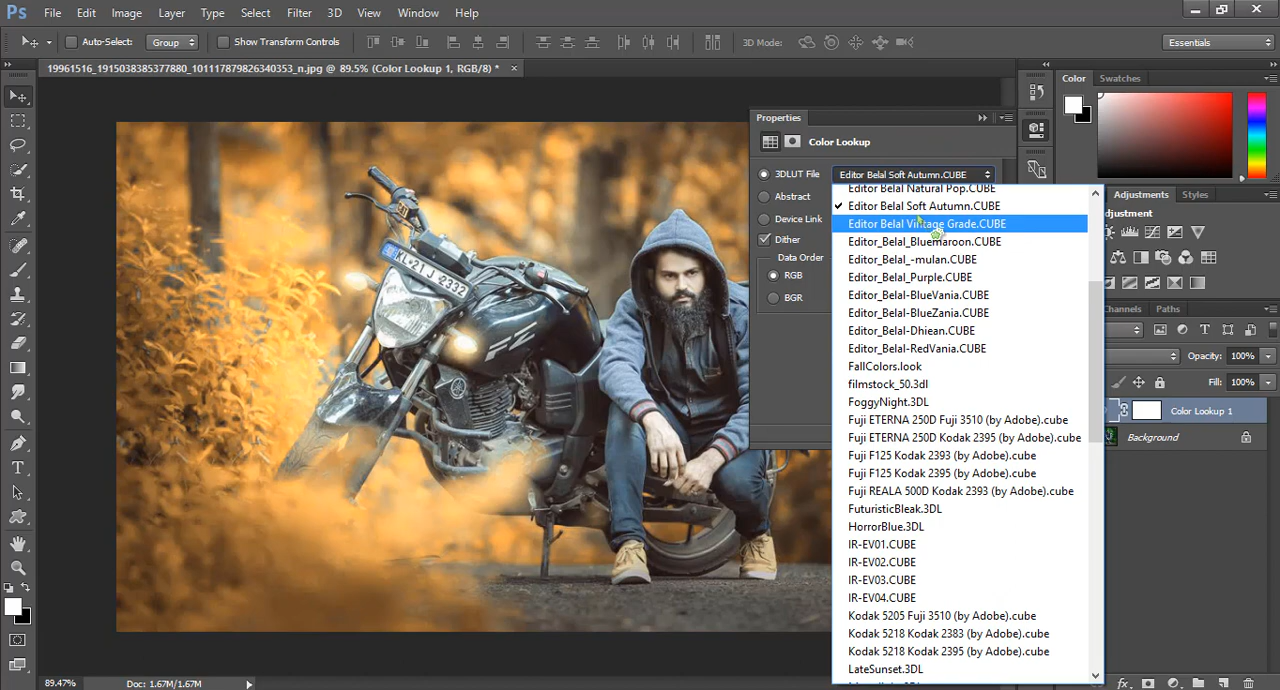 Ps File Edit Image Layer Type Select Filter 3D View Window Help
Auto-Select: Group Show Transform Controls 3D Mode: Essentials
19961516_1915038385377880_101117879826340353_n.jpg @ 89.5% (Color Lookup 1, RGB/8) * ×
Color Swatches
Properties
Color Lookup
3DLUT File Editor Belal Soft Autumn.CUBE
Abstract
Device Link
Dither
Data Order
RGB
BGR
Editor Belal Natural Pop.CUBE
Editor Belal Soft Autumn.CUBE
Editor Belal Vintage Grade.CUBE
Editor_Belal_Bluemaroon.CUBE
Editor_Belal_-mulan.CUBE
Editor_Belal_Purple.CUBE
Editor_Belal-BlueVania.CUBE
Editor_Belal-BlueZania.CUBE
Editor_Belal-Dhiean.CUBE
Editor_Belal-RedVania.CUBE
FallColors.look
filmstock_50.3dl
FoggyNight.3DL
Fuji ETERNA 250D Fuji 3510 (by Adobe).cube
Fuji ETERNA 250D Kodak 2395 (by Adobe).cube
Fuji F125 Kodak 2393 (by Adobe).cube
Fuji F125 Kodak 2395 (by Adobe).cube
Fuji REALA 500D Kodak 2393 (by Adobe).cube
FuturisticBleak.3DL
HorrorBlue.3DL
IR-EV01.CUBE
IR-EV02.CUBE
IR-EV03.CUBE
IR-EV04.CUBE
Kodak 5205 Fuji 3510 (by Adobe).cube
Kodak 5218 Kodak 2383 (by Adobe).cube
Kodak 5218 Kodak 2395 (by Adobe).cube
LateSunset.3DL
Adjustments Styles
djustment
hannels Paths
Opacity: 100%
Fill: 100%
Color Lookup 1
Background
KL·21J 2332
FZ
89.47% Doc: 1.67M/1.67M
fx